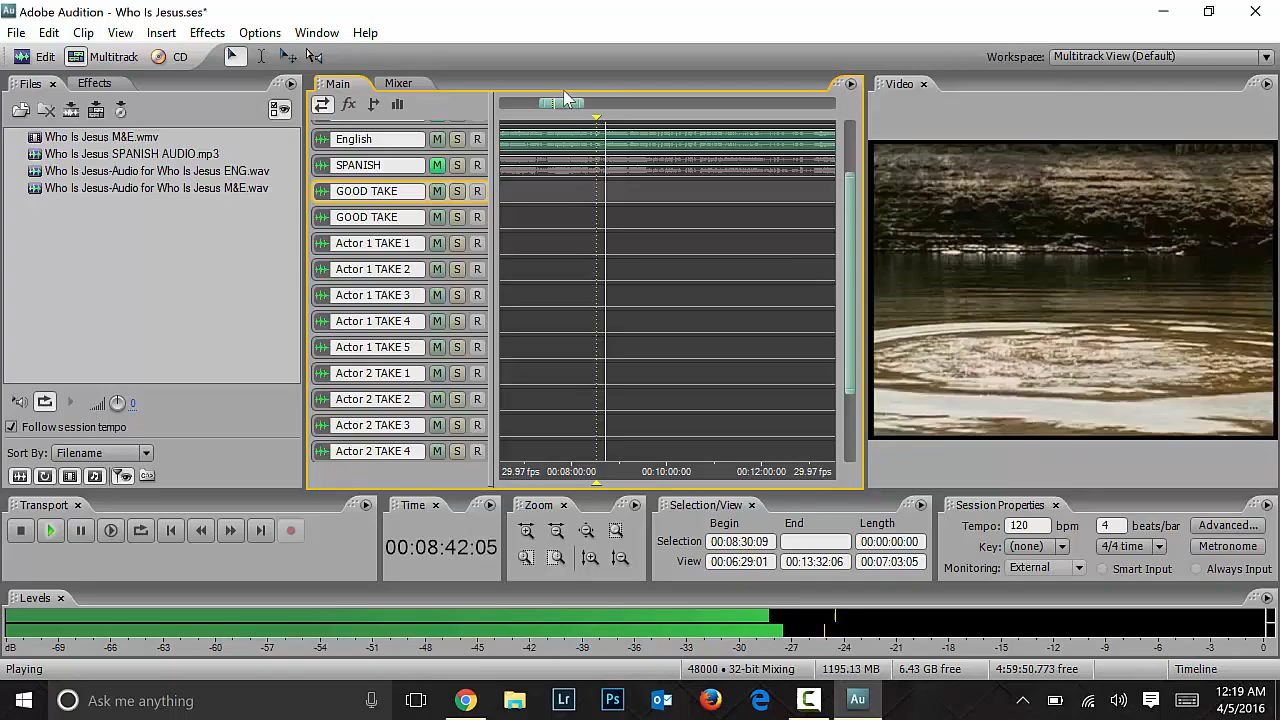 Au Adobe Audition - Who Is Jesus.ses*
File Edit Clip View Insert Effects Options Window Help
Edit Multitrack CD Workspace: Multitrack View (Default)
Files Effects Main Mixer Video
fx
Who Is Jesus M&E.wmv
Who Is Jesus SPANISH AUDIO.mp3
Who Is Jesus-Audio for Who Is Jesus ENG.wav
Who Is Jesus-Audio for Who Is Jesus M&E.wav
English M S R
SPANISH M S R
GOOD TAKE M S R
GOOD TAKE M S R
Actor 1 TAKE 1 M S R
Actor 1 TAKE 2 M S R
Actor 1 TAKE 3 M S R
Actor 1 TAKE 4 M S R
Actor 1 TAKE 5 M S R
Actor 2 TAKE 1 M S R
Actor 2 TAKE 2 M S R
Actor 2 TAKE 3 M S R
Actor 2 TAKE 4 M S R
0
Follow session tempo
Sort By: Filename
29.97 fps 00:08:00:00 00:10:00:00 00:12:00:00 29.97 fps
Transport Time Zoom Selection/View Session Properties
Begin End Length
Selection 00:08:30:09 00:00:00:00
View 00:06:29:01 00:13:32:06 00:07:03:05
00:08:42:05
Tempo: 120 bpm 4 beats/bar Advanced...
Key: (none) 4/4 time Metronome
Monitoring: External Smart Input Always Input
Levels
dB -69 -66 -63 -60 -57 -54 -51 -48 -45 -42 -39 -36 -33 -30 -27 -24 -21 -18 -15 -12 -9 -6 -3 0
Playing 48000 • 32-bit Mixing 1195.13 MB 6.43 GB free 4:59:50.773 free Timeline
Ask me anything Lr Ps Au 12:19 AM
4/5/2016